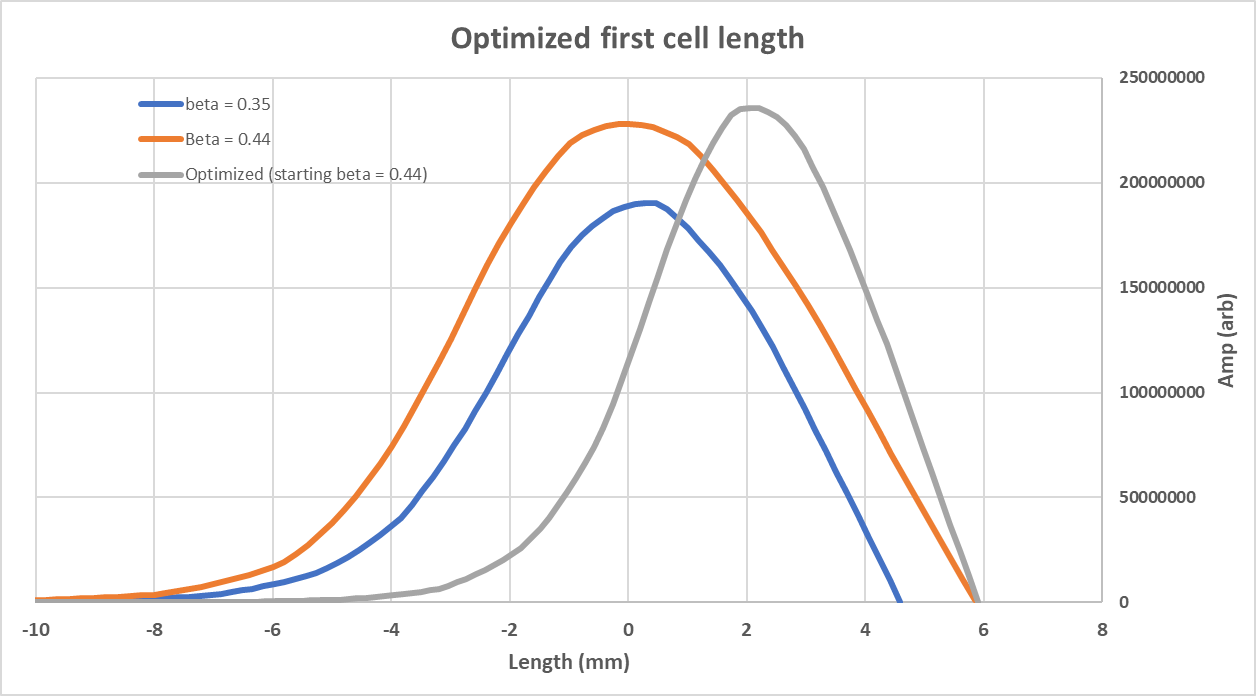 Optimized first cell length
beta = 0.35
Beta = 0.44
Optimized (starting beta = 0.44)
250000000
200000000
150000000
100000000
50000000
0
Amp (arb)
-10 -8 -6 -4 -2 0 2 4 6 8
Length (mm)